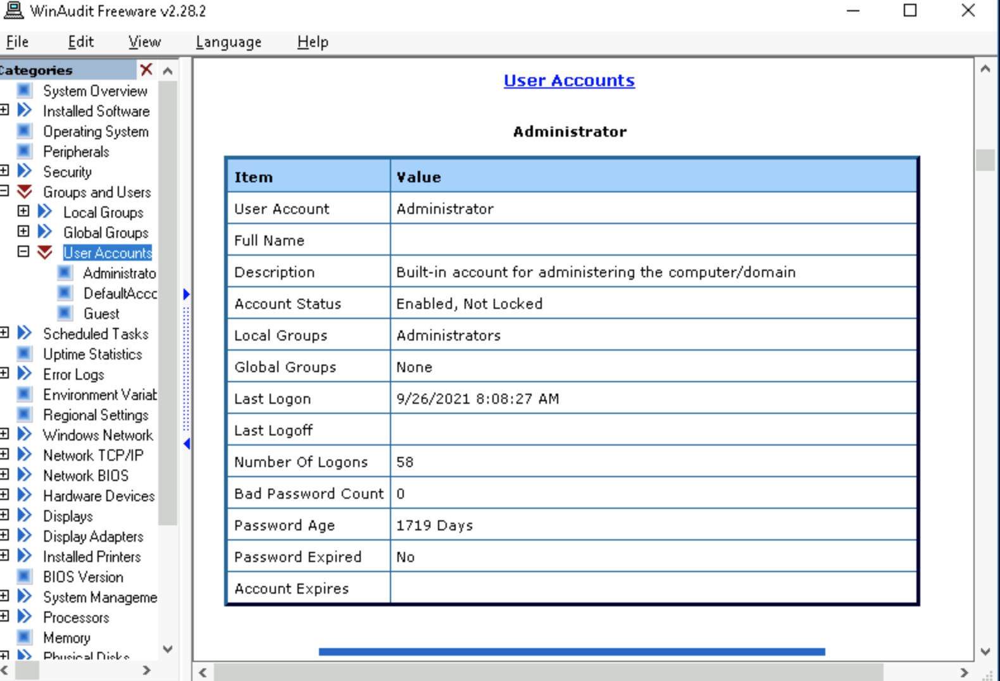 WinAudit Freeware v2.28.2
File Edit View Language Help
Categories
System Overview
Installed Software
Operating System
Peripherals
Security
Groups and Users
Local Groups
Global Groups
User Accounts
Administrato
DefaultAcco
Guest
Scheduled Tasks
Uptime Statistics
Error Logs
Environment Variab
Regional Settings
Windows Network
Network TCP/IP
Network BIOS
Hardware Devices
Displays
Display Adapters
Installed Printers
BIOS Version
System Manageme
Processors
Memory
Physical Disks
User Accounts
Administrator
Item Value
User Account Administrator
Full Name
Description Built-in account for administering the computer/domain
Account Status Enabled, Not Locked
Local Groups Administrators
Global Groups None
Last Logon 9/26/2021 8:08:27 AM
Last Logoff
Number Of Logons 58
Bad Password Count 0
Password Age 1719 Days
Password Expired No
Account Expires